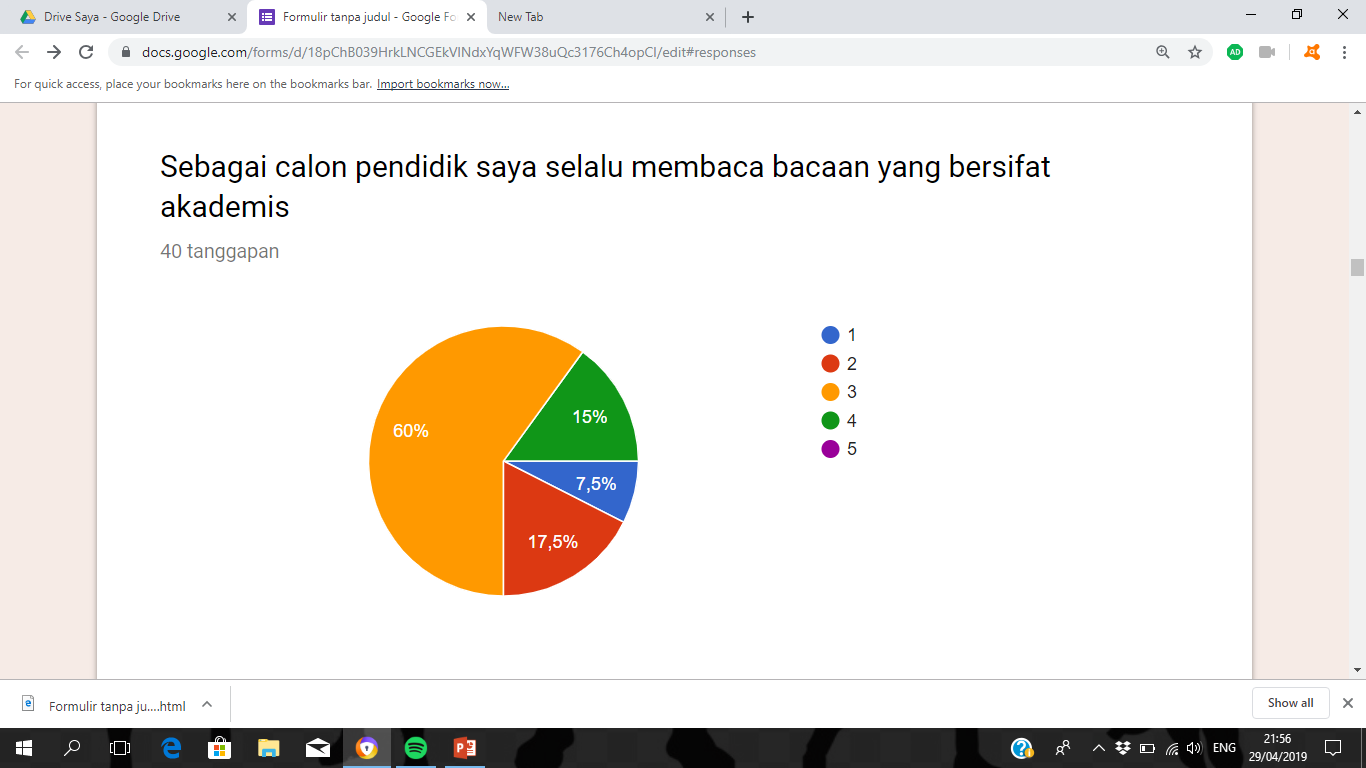 Drive Saya - Google Drive
Formulir tanpa judul - Google Fo
New Tab
docs.google.com/forms/d/18pChB039HrkLNCGEkVlNdxYqWFW38uQc3176Ch4opCI/edit#responses
AD
For quick access, place your bookmarks here on the bookmarks bar. Import bookmarks now...
Sebagai calon pendidik saya selalu membaca bacaan yang bersifat
akademis
40 tanggapan
1
2
3
4
5
60%
15%
7,5%
17,5%
Formulir tanpa ju....html
Show all
ENG
21:56
29/04/2019